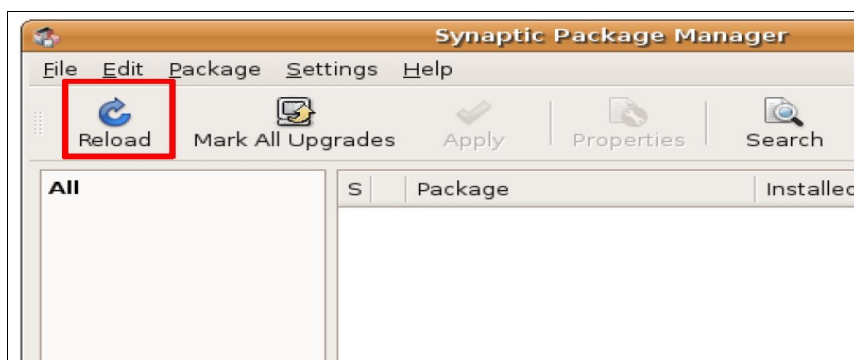 Synaptic Package Manager
File Edit Package Settings Help
Reload Mark All Upgrades Apply Properties Search
All S Package Installed